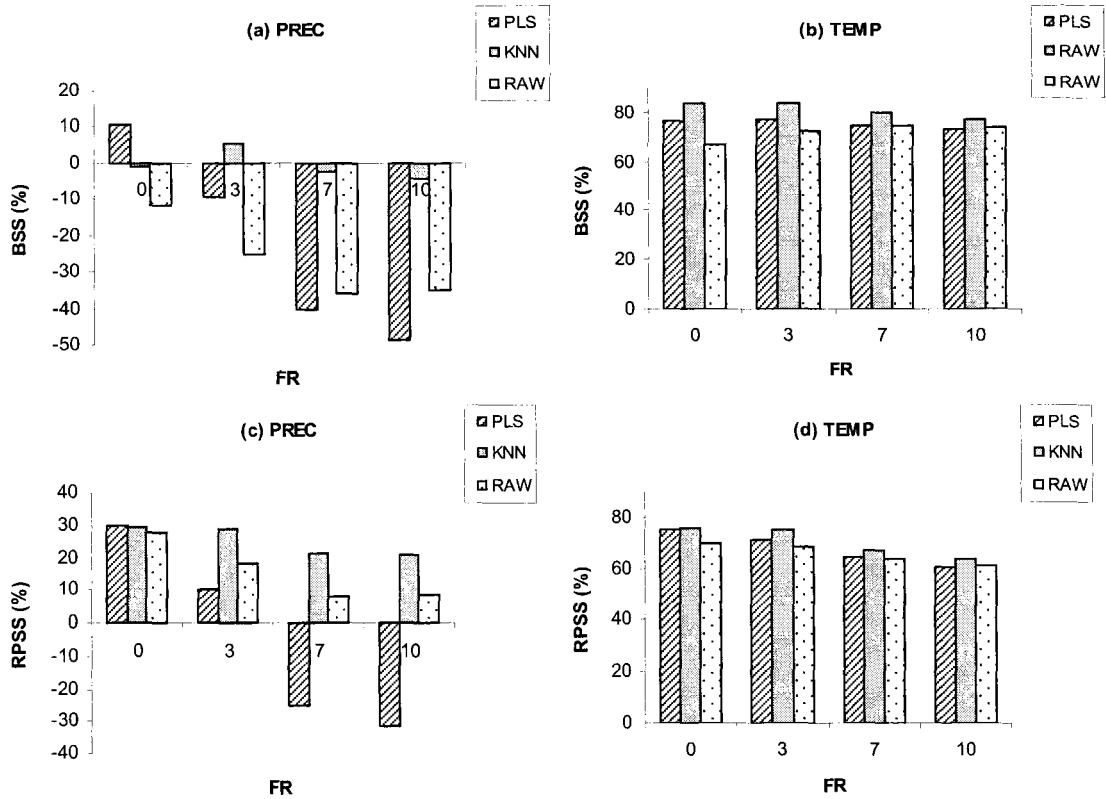 (a) PREC
PLS
KNN
RAW
BSS (%)
20
10
0
-10
-20
-30
-40
-50
0
3
7
10
FR
(b) TEMP
PLS
RAW
RAW
BSS (%)
80
60
40
20
0
0
3
7
10
FR
(c) PREC
PLS
KNN
RAW
RPSS (%)
40
30
20
10
0
-10
-20
-30
-40
0
3
7
10
FR
(d) TEMP
PLS
KNN
RAW
RPSS (%)
80
60
40
20
0
0
3
7
10
FR